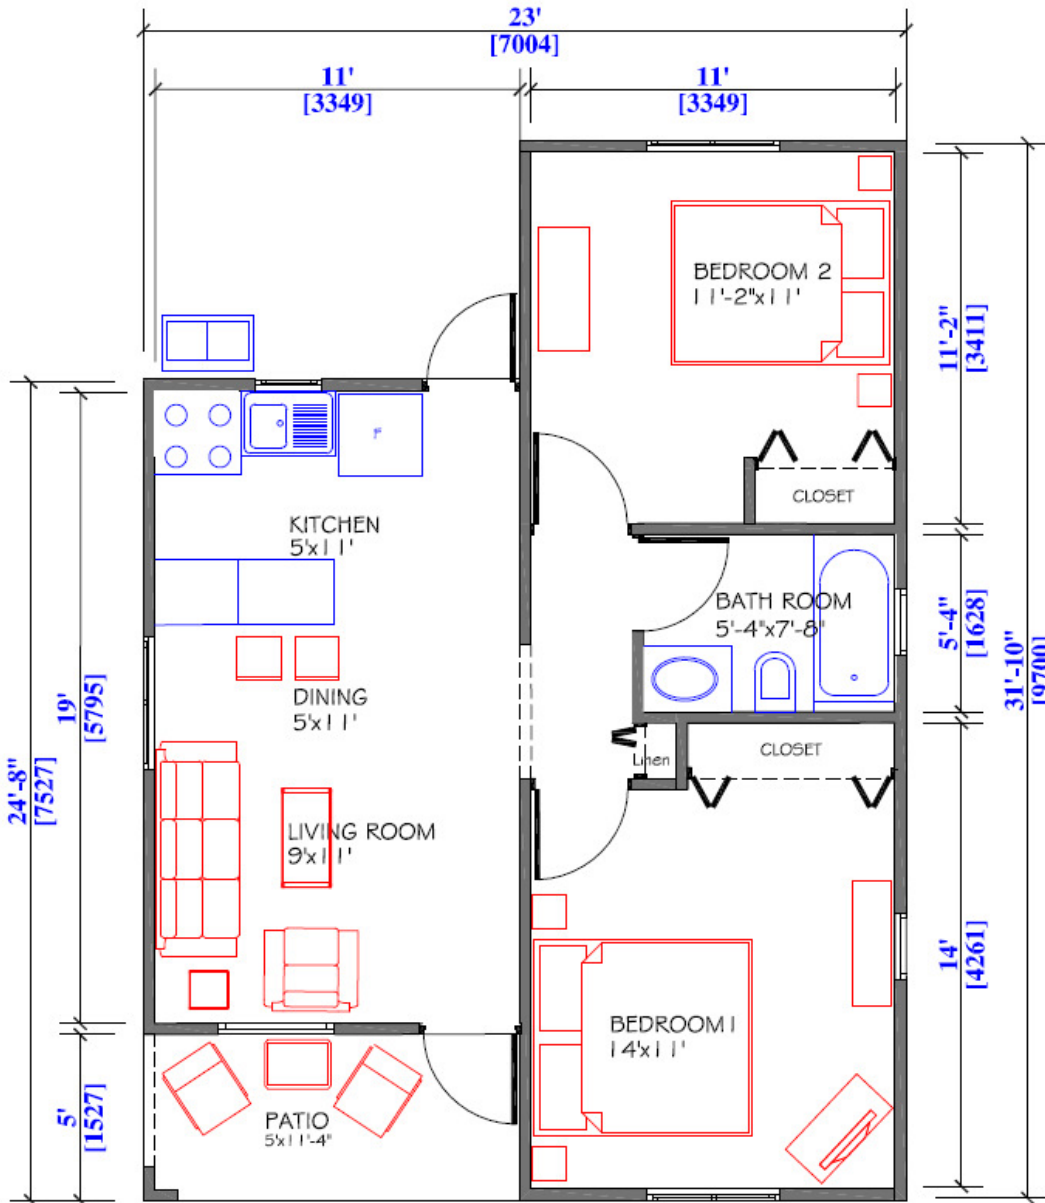 23'
[7004]
11'
[3349]
11'
[3349]
BEDROOM 2
11'-2"x11'
11'-2"
[3411]
CLOSET
F
KITCHEN
5'x11'
BATH ROOM
5'-4"x7'-8"
5'-4"
[1628]
31'-10"
[9700]
DINING
5'x11'
19'
[5795]
24'-8"
[7527]
Linen
CLOSET
LIVING ROOM
9'x11'
14'
[4261]
BEDROOM1
14'x11'
PATIO
5'x11'-4"
5'
[1527]